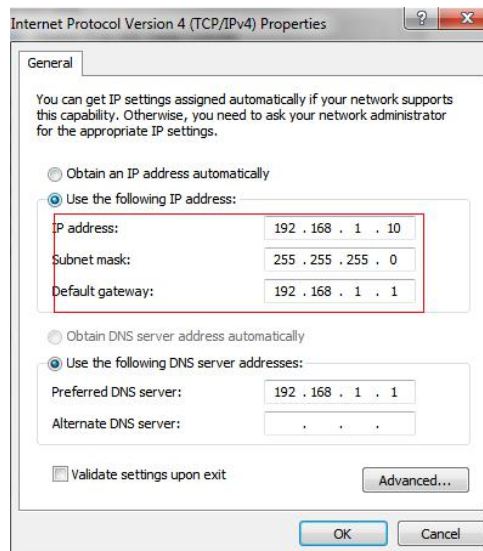 Internet Protocol Version 4 (TCP/IPv4) Properties
General
You can get IP settings assigned automatically if your network supports
this capability. Otherwise, you need to ask your network administrator
for the appropriate IP settings.
Obtain an IP address automatically
Use the following IP address:
IP address: 192 . 168 . 1 . 10
Subnet mask: 255 . 255 . 255 . 0
Default gateway: 192 . 168 . 1 . 1
Obtain DNS server address automatically
Use the following DNS server addresses:
Preferred DNS server: 192 . 168 . 1 . 1
Alternate DNS server: . . .
Validate settings upon exit
Advanced...
OK Cancel